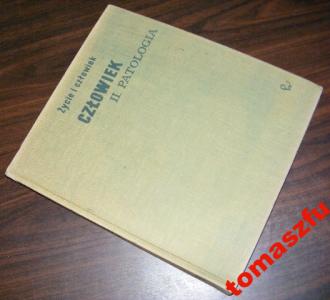 Życie i człowiek
CZŁOWIEK
II. PATOLOGIA
tomaszfu